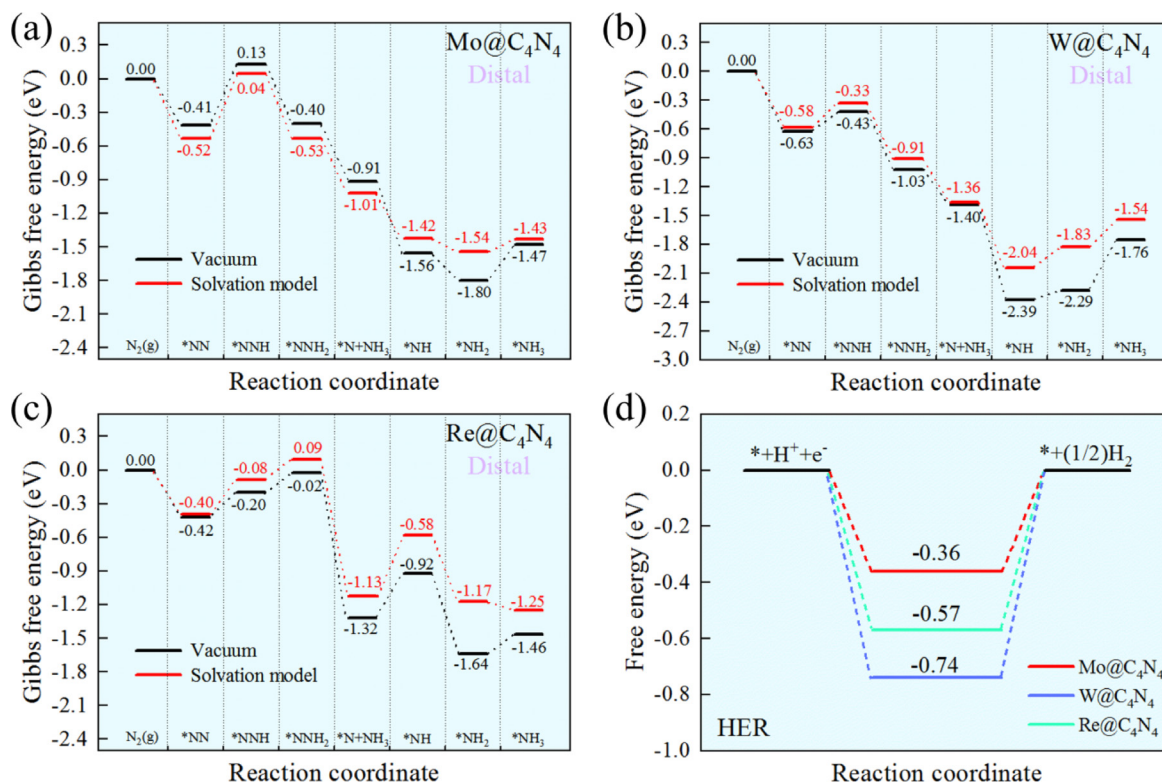 (a)
Mo@C₄N₄
Distal
Gibbs free energy (eV)
0.3
0.0
-0.3
-0.6
-0.9
-1.2
-1.5
-1.8
-2.1
-2.4
0.00
-0.41
-0.52
0.13
0.04
-0.40
-0.53
-0.91
-1.01
-1.42
-1.56
-1.54
-1.80
-1.43
-1.47
Vacuum
Solvation model
N₂(g) *NN *NNH *NNH₂ *N+NH₃ *NH *NH₂ *NH₃
Reaction coordinate
(b)
W@C₄N₄
Distal
Gibbs free energy (eV)
0.3
0.0
-0.3
-0.6
-0.9
-1.2
-1.5
-1.8
-2.1
-2.4
-2.7
-3.0
0.00
-0.58
-0.63
-0.33
-0.43
-0.91
-1.03
-1.36
-1.40
-2.04
-2.39
-1.83
-2.29
-1.54
-1.76
Vacuum
Solvation model
N₂(g) *NN *NNH *NNH₂ *N+NH₃ *NH *NH₂ *NH₃
Reaction coordinate
(c)
Re@C₄N₄
Distal
Gibbs free energy (eV)
0.3
0.0
-0.3
-0.6
-0.9
-1.2
-1.5
-1.8
-2.1
-2.4
0.00
-0.40
-0.42
-0.08
-0.20
0.09
-0.02
-1.13
-1.32
-0.58
-0.92
-1.17
-1.64
-1.25
-1.46
Vacuum
Solvation model
N₂(g) *NN *NNH *NNH₂ *N+NH₃ *NH *NH₂ *NH₃
Reaction coordinate
(d)
Free energy (eV)
0.2
0.0
-0.2
-0.4
-0.6
-0.8
-1.0
*+H⁺+e⁻
*+(1/2)H₂
-0.36
-0.57
-0.74
Mo@C₄N₄
W@C₄N₄
Re@C₄N₄
HER
Reaction coordinate